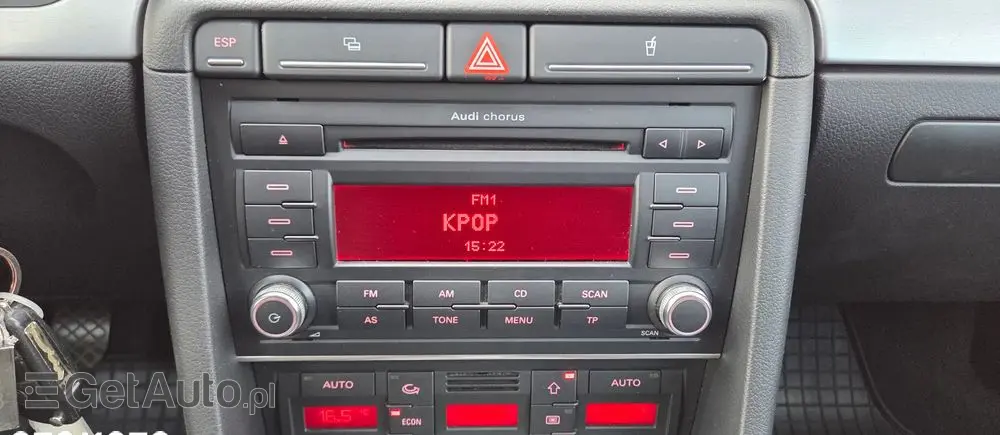 ESP
Audi chorus
FM1
KPOP
15:22
FM AM CD SCAN
AS TONE MENU TP
SCAN
AUTO AUTO
ECON
16.5
GetAuto.pl